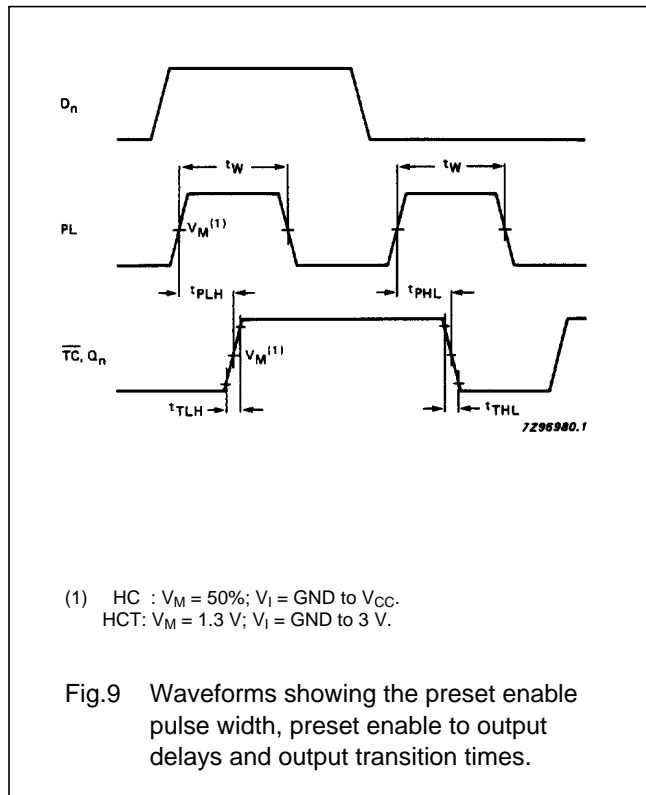 Dn
tW tW
PL
VM(1)
tPLH tPHL
TC, Qn
VM(1)
tTLH tTHL
7Z96980.1
(1) HC : VM = 50%; VI = GND to VCC.
HCT: VM = 1.3 V; VI = GND to 3 V.
Fig.9 Waveforms showing the preset enable
pulse width, preset enable to output
delays and output transition times.